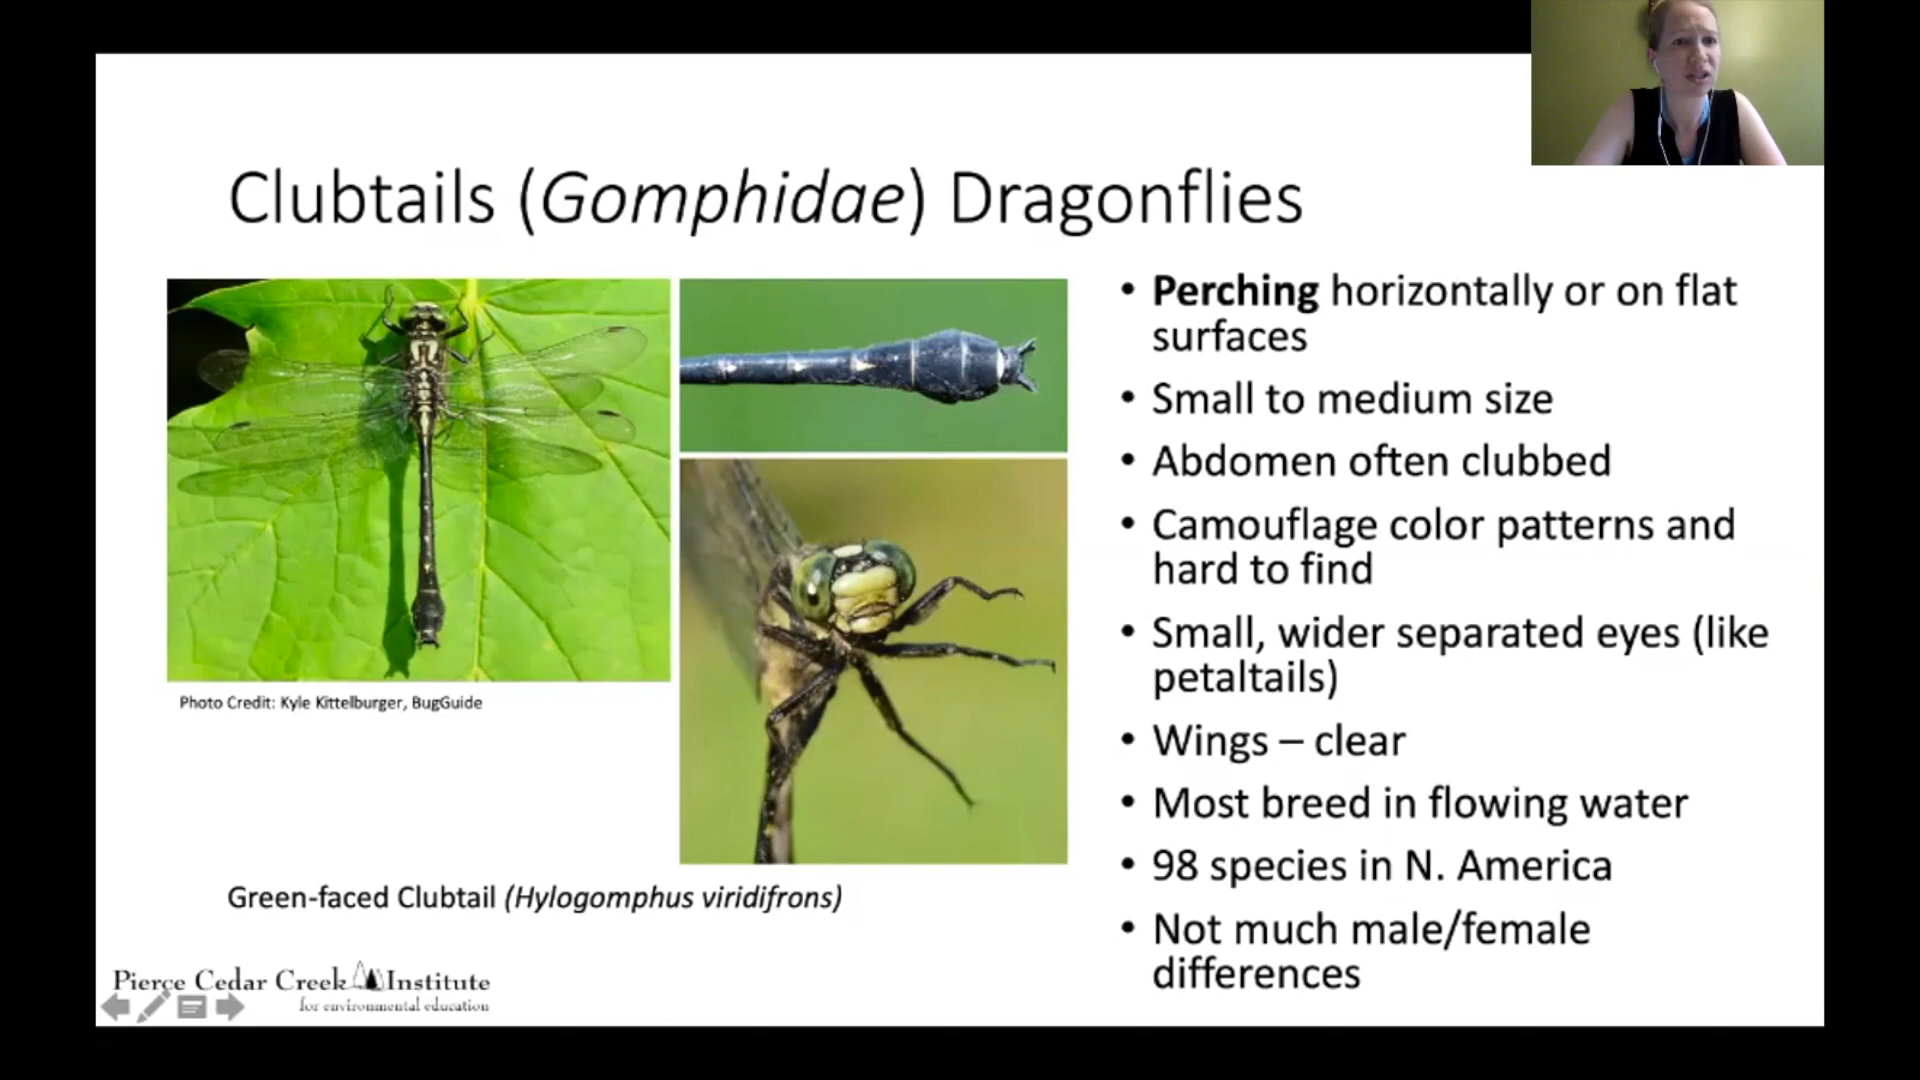 Clubtails (Gomphidae) Dragonflies
• Perching horizontally or on flat
surfaces
• Small to medium size
• Abdomen often clubbed
• Camouflage color patterns and
hard to find
• Small, wider separated eyes (like
petaltails)
• Wings – clear
• Most breed in flowing water
• 98 species in N. America
• Not much male/female
differences
Photo Credit: Kyle Kittelburger, BugGuide
Green-faced Clubtail (Hylogomphus viridifrons)
Pierce Cedar Creek Institute
for environmental education